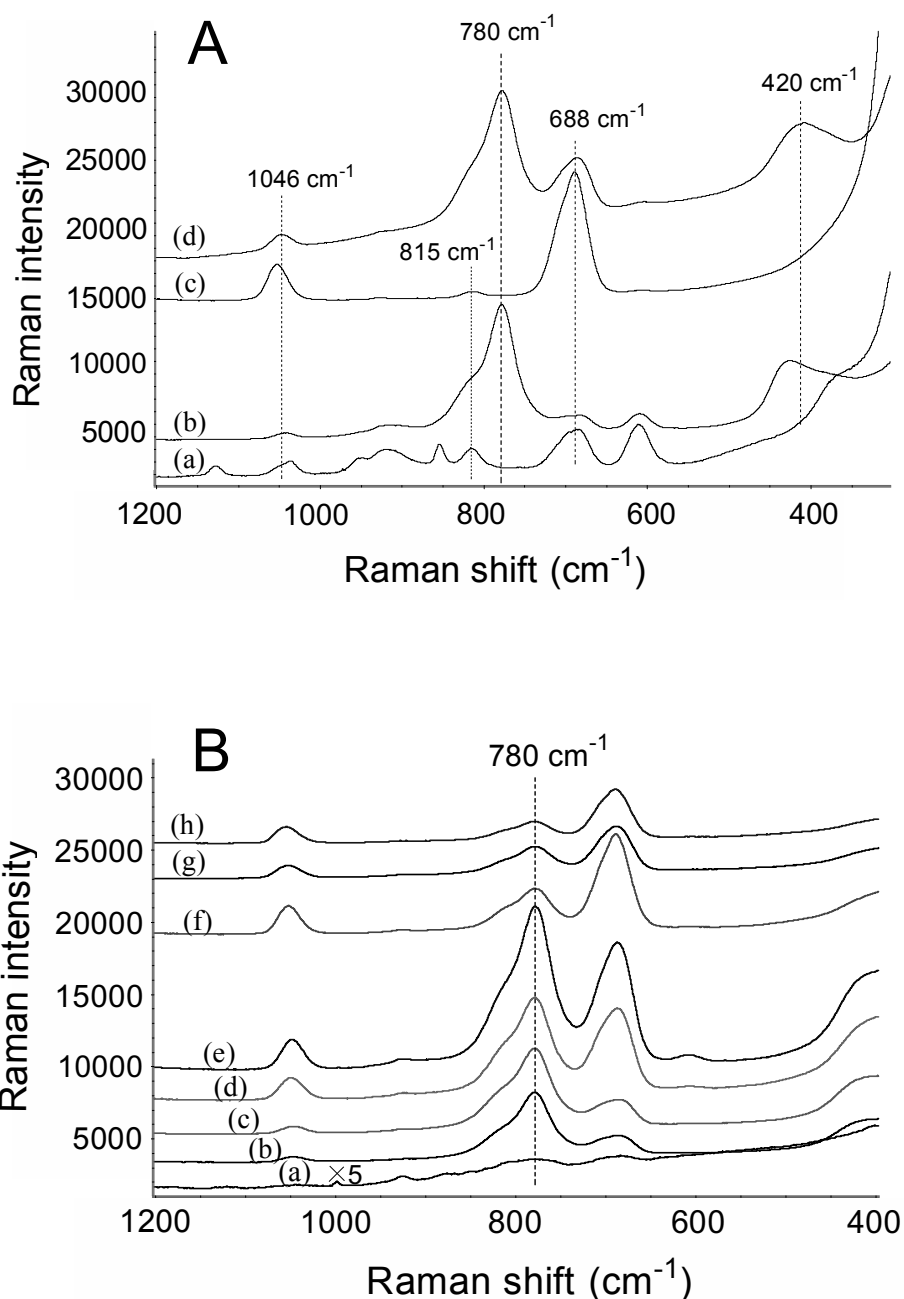 A
780 cm⁻¹
420 cm⁻¹
688 cm⁻¹
1046 cm⁻¹
815 cm⁻¹
30000
25000
20000
15000
10000
5000
Raman intensity
(d)
(c)
(b)
(a)
1200 1000 800 600 400
Raman shift (cm⁻¹)
B
780 cm⁻¹
30000
25000
20000
15000
10000
5000
Raman intensity
(h)
(g)
(f)
(e)
(d)
(c)
(b)
(a) ×5
1200 1000 800 600 400
Raman shift (cm⁻¹)